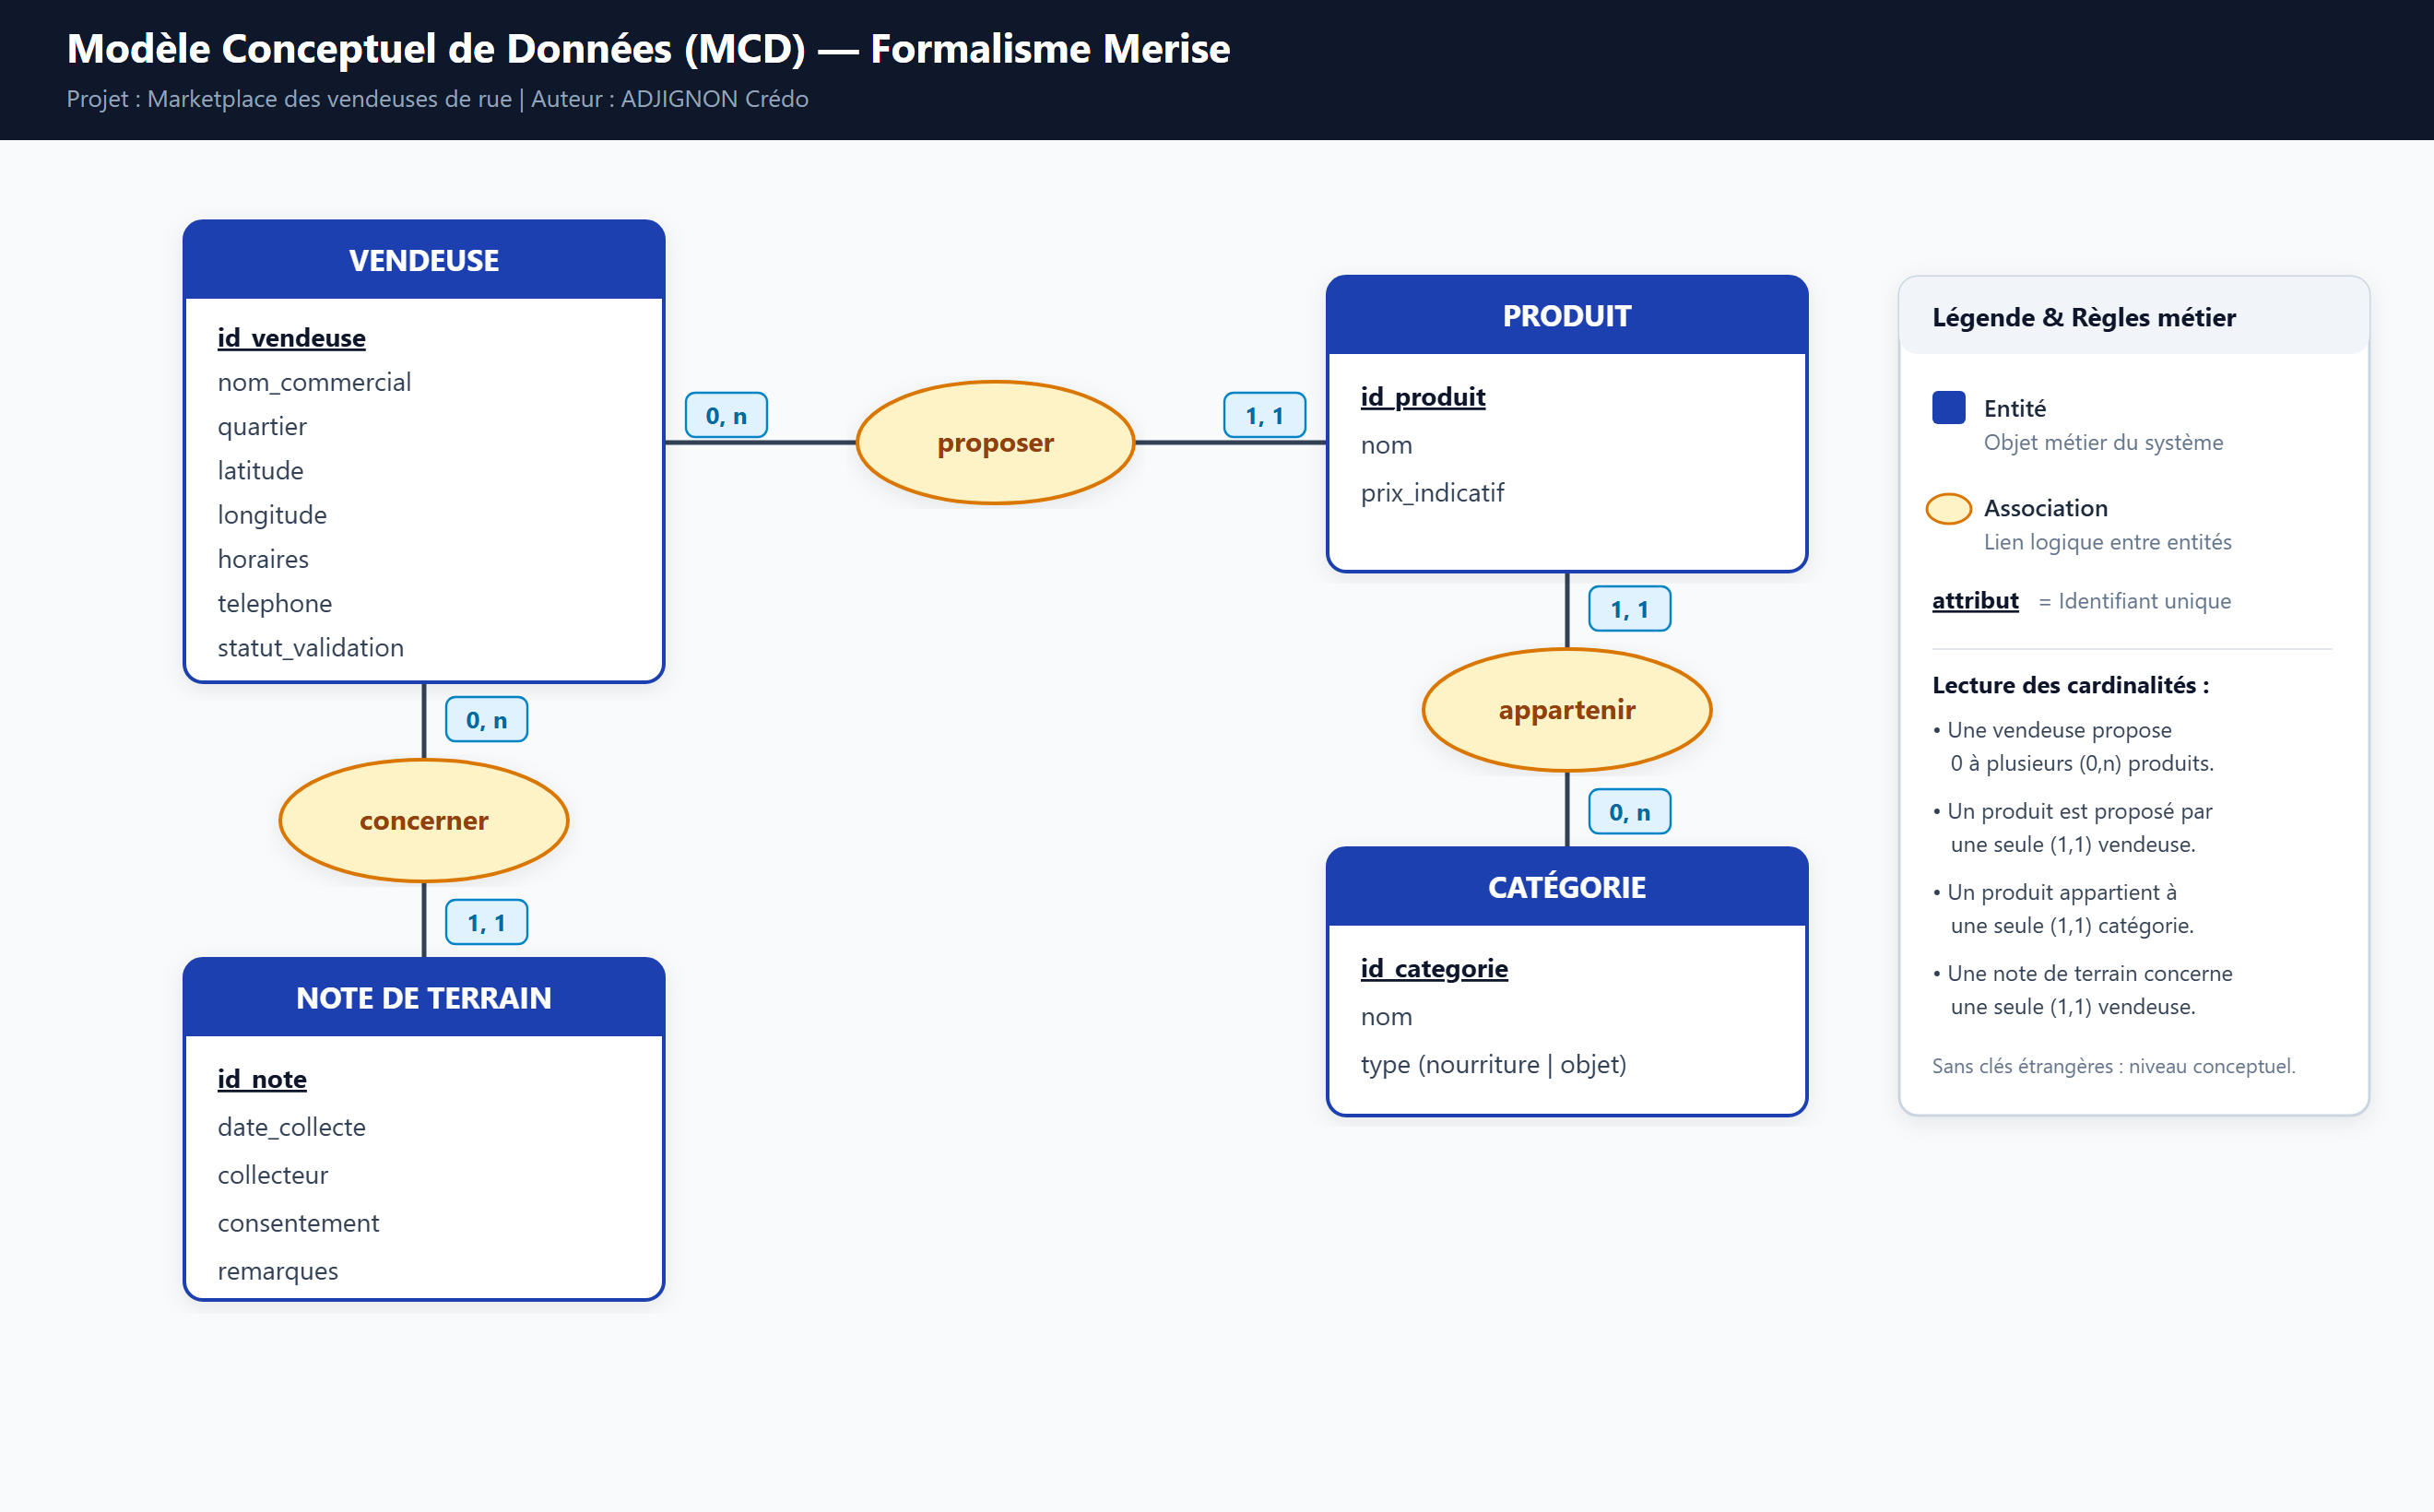 Modèle Conceptuel de Données (MCD) — Formalisme Merise
Projet : Marketplace des vendeuses de rue | Auteur : ADJIGNON Crédo
VENDEUSE
id_vendeuse
nom_commercial
quartier
latitude
longitude
horaires
telephone
statut_validation
0, n
proposer
1, 1
PRODUIT
id_produit
nom
prix_indicatif
1, 1
appartenir
0, n
CATÉGORIE
id_categorie
nom
type (nourriture | objet)
0, n
concerner
1, 1
NOTE DE TERRAIN
id_note
date_collecte
collecteur
consentement
remarques
Légende & Règles métier
Entité
Objet métier du système
Association
Lien logique entre entités
attribut = Identifiant unique
Lecture des cardinalités :
• Une vendeuse propose
0 à plusieurs (0,n) produits.
• Un produit est proposé par
une seule (1,1) vendeuse.
• Un produit appartient à
une seule (1,1) catégorie.
• Une note de terrain concerne
une seule (1,1) vendeuse.
Sans clés étrangères : niveau conceptuel.